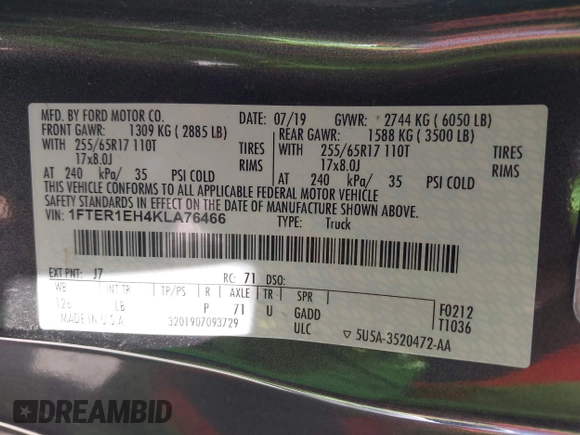 MFD. BY FORD MOTOR CO. DATE: 07/19 GVWR: 2744 KG ( 6050 LB)
FRONT GAWR: 1309 KG ( 2885 LB) REAR GAWR: 1588 KG ( 3500 LB)
WITH 255/65R17 110T TIRES WITH 255/65R17 110T TIRES
17x8.0J RIMS 17x8.0J RIMS
AT 240 kPa/ 35 PSI COLD AT 240 kPa/ 35 PSI COLD
THIS VEHICLE CONFORMS TO ALL APPLICABLE FEDERAL MOTOR VEHICLE
SAFETY STANDARDS IN EFFECT ON THE DATE OF MANUFACTURE SHOWN ABOVE.
VIN: 1FTER1EH4KLA76466 TYPE: Truck
EXT PNT: J7 RC: 71 DSO:
WB INT TR TP/PS R AXLE TR SPR F0212
126 LB P 71 U GADD T1036
MADE IN U.S.A. 3201907093729 ULC 5U5A-3520472-AA
DREAMBID